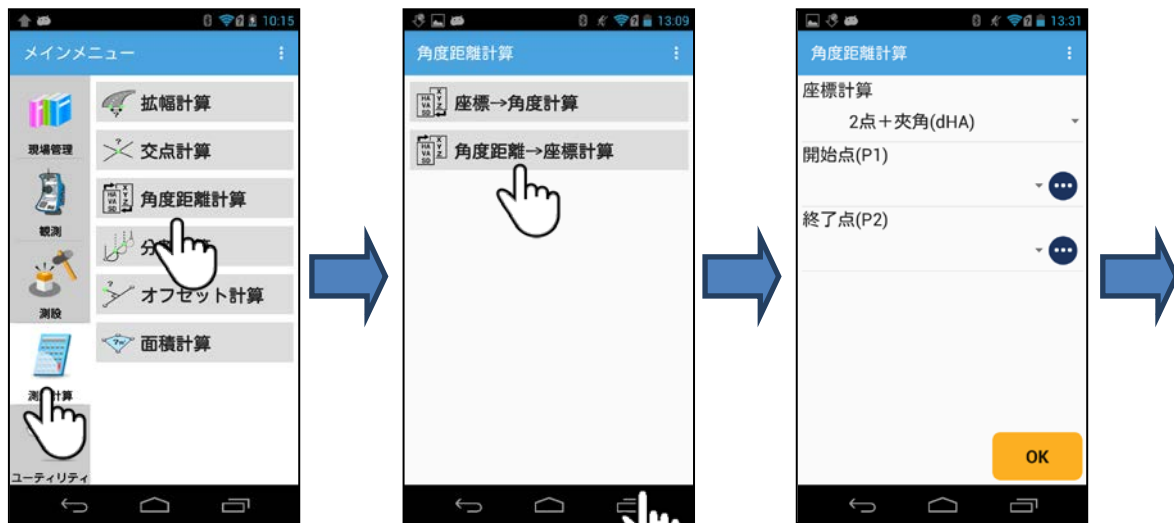 10:15
メインメニュー
現場管理
観測
測設
ユーティリティ
拡幅計算
交点計算
角度距離計算
オフセット計算
面積計算
13:09
角度距離計算
座標→角度計算
角度距離→座標計算
13:31
角度距離計算
座標計算
2点+夾角(dHA)
開始点(P1)
終了点(P2)
OK